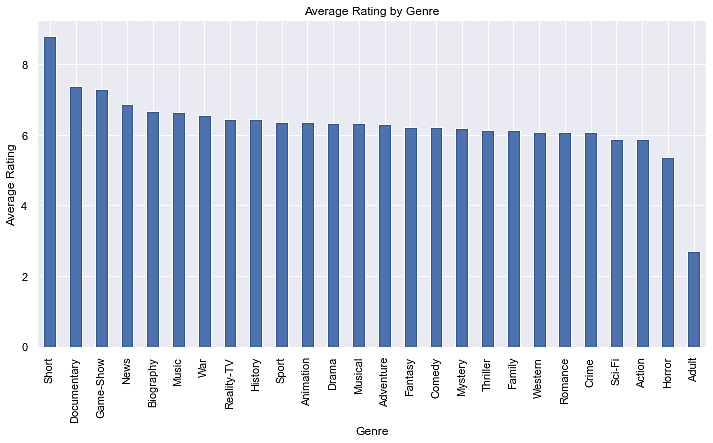 Average Rating by Genre
Average Rating
8
6
4
2
0
Short
Documentary
Game-Show
News
Biography
Music
War
Reality-TV
History
Sport
Animation
Drama
Musical
Adventure
Fantasy
Comedy
Mystery
Thriller
Family
Western
Romance
Crime
Sci-Fi
Action
Horror
Adult
Genre